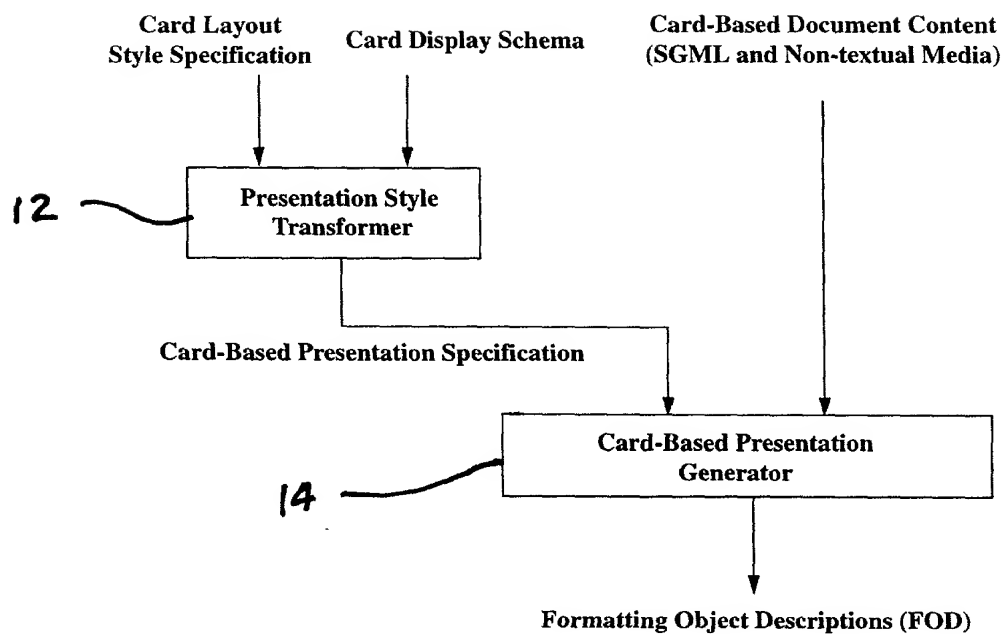 Card Layout
Style Specification
Card Display Schema
Card-Based Document Content
(SGML and Non-textual Media)
12
Presentation Style
Transformer
Card-Based Presentation Specification
Card-Based Presentation
Generator
14
Formatting Object Descriptions (FOD)